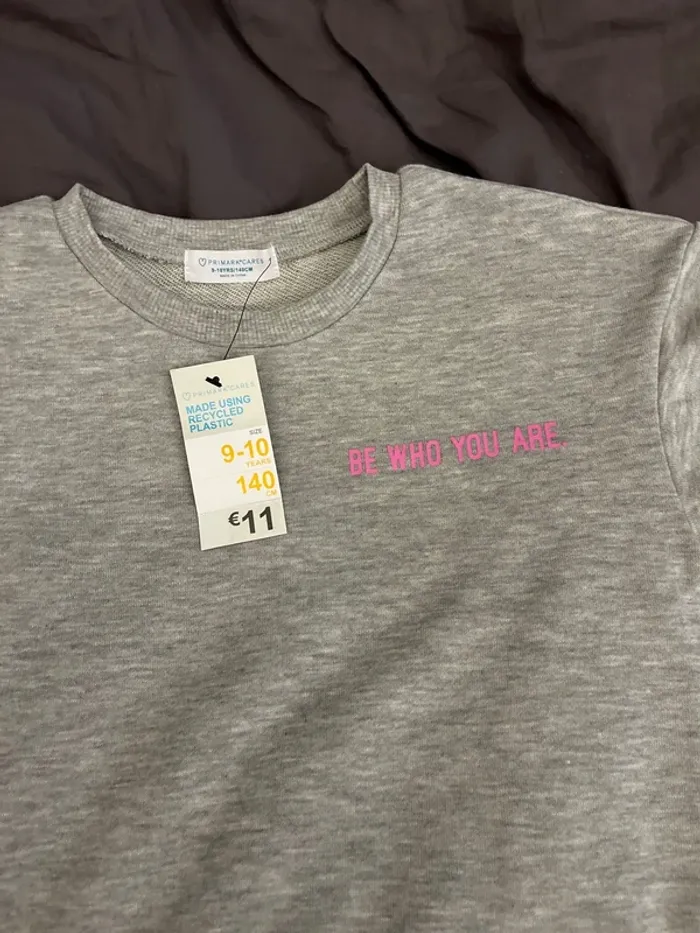 PRIMARK®CARES
9-10YRS/140CM
MADE IN CHINA
PRIMARK®CARES
MADE USING
RECYCLED
PLASTIC
SIZE
9-10
YEARS
140
CM
€11
BE WHO YOU ARE.